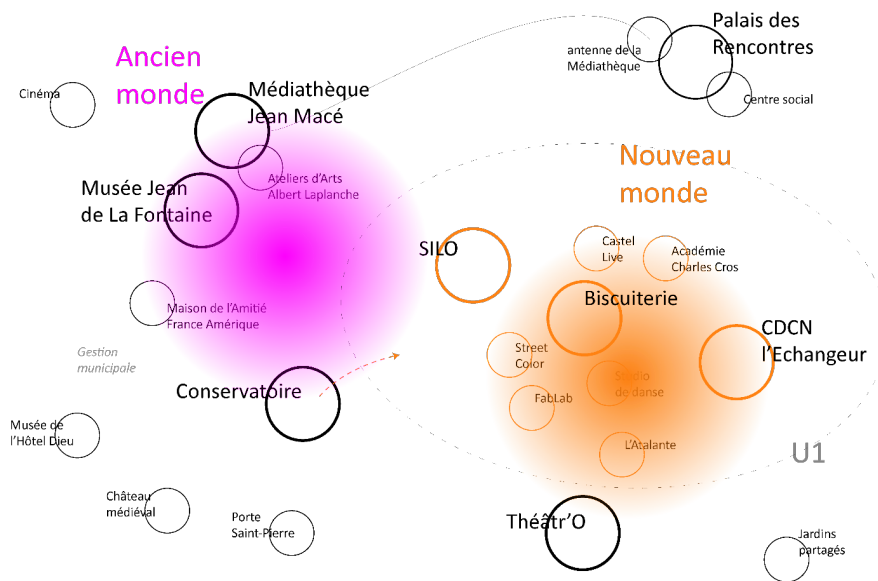 Palais des
Rencontres
antenne de la
Médiathèque
Centre social
Ancien
monde
Cinéma
Médiathèque
Jean Macé
Ateliers d'Arts
Albert Laplanche
Musée Jean
de La Fontaine
Nouveau
monde
SILO
Castel
Live
Académie
Charles Cros
Maison de l'Amitié
France Amérique
Biscuiterie
CDCN
l'Echangeur
Gestion
municipale
Street
Color
Studio
de danse
FabLab
Conservatoire
Musée de
l'Hôtel Dieu
L'Atalante
U1
Château
médiéval
Porte
Saint-Pierre
Théâtr'O
Jardins
partagés